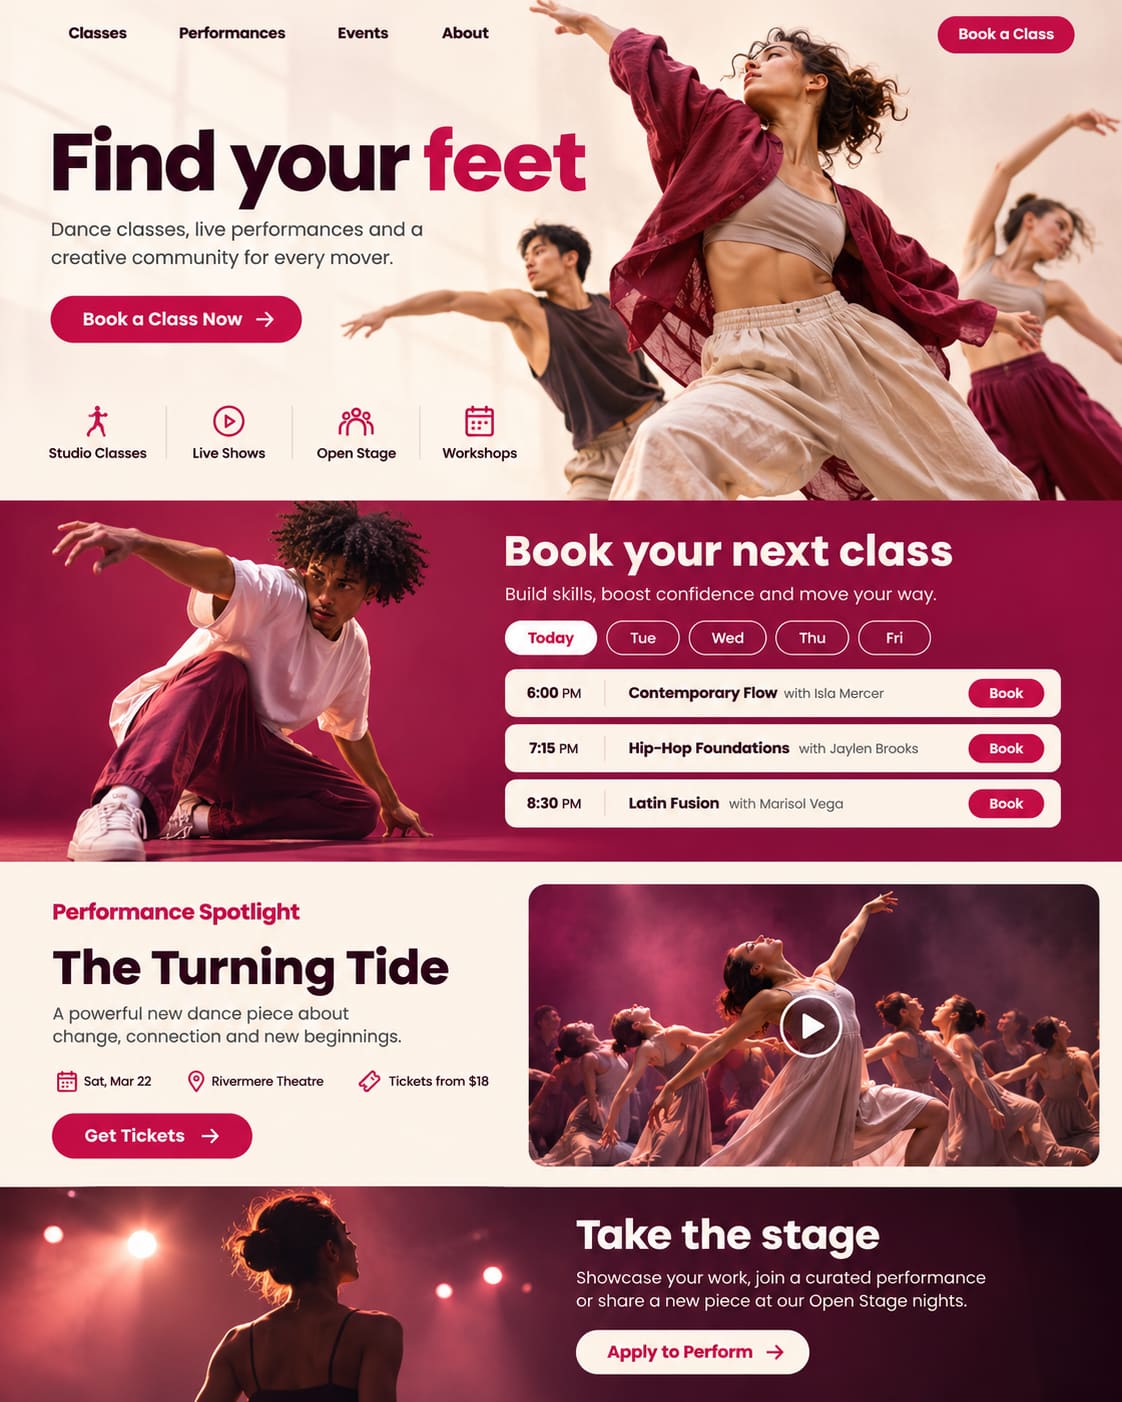 Classes Performances Events About Book a Class
Find your feet
Dance classes, live performances and a
creative community for every mover.
Book a Class Now →
Studio Classes Live Shows Open Stage Workshops
Book your next class
Build skills, boost confidence and move your way.
Today Tue Wed Thu Fri
6:00 PM Contemporary Flow with Isla Mercer Book
7:15 PM Hip-Hop Foundations with Jaylen Brooks Book
8:30 PM Latin Fusion with Marisol Vega Book
Performance Spotlight
The Turning Tide
A powerful new dance piece about
change, connection and new beginnings.
Sat, Mar 22 Rivermere Theatre Tickets from $18
Get Tickets →
Take the stage
Showcase your work, join a curated performance
or share a new piece at our Open Stage nights.
Apply to Perform →